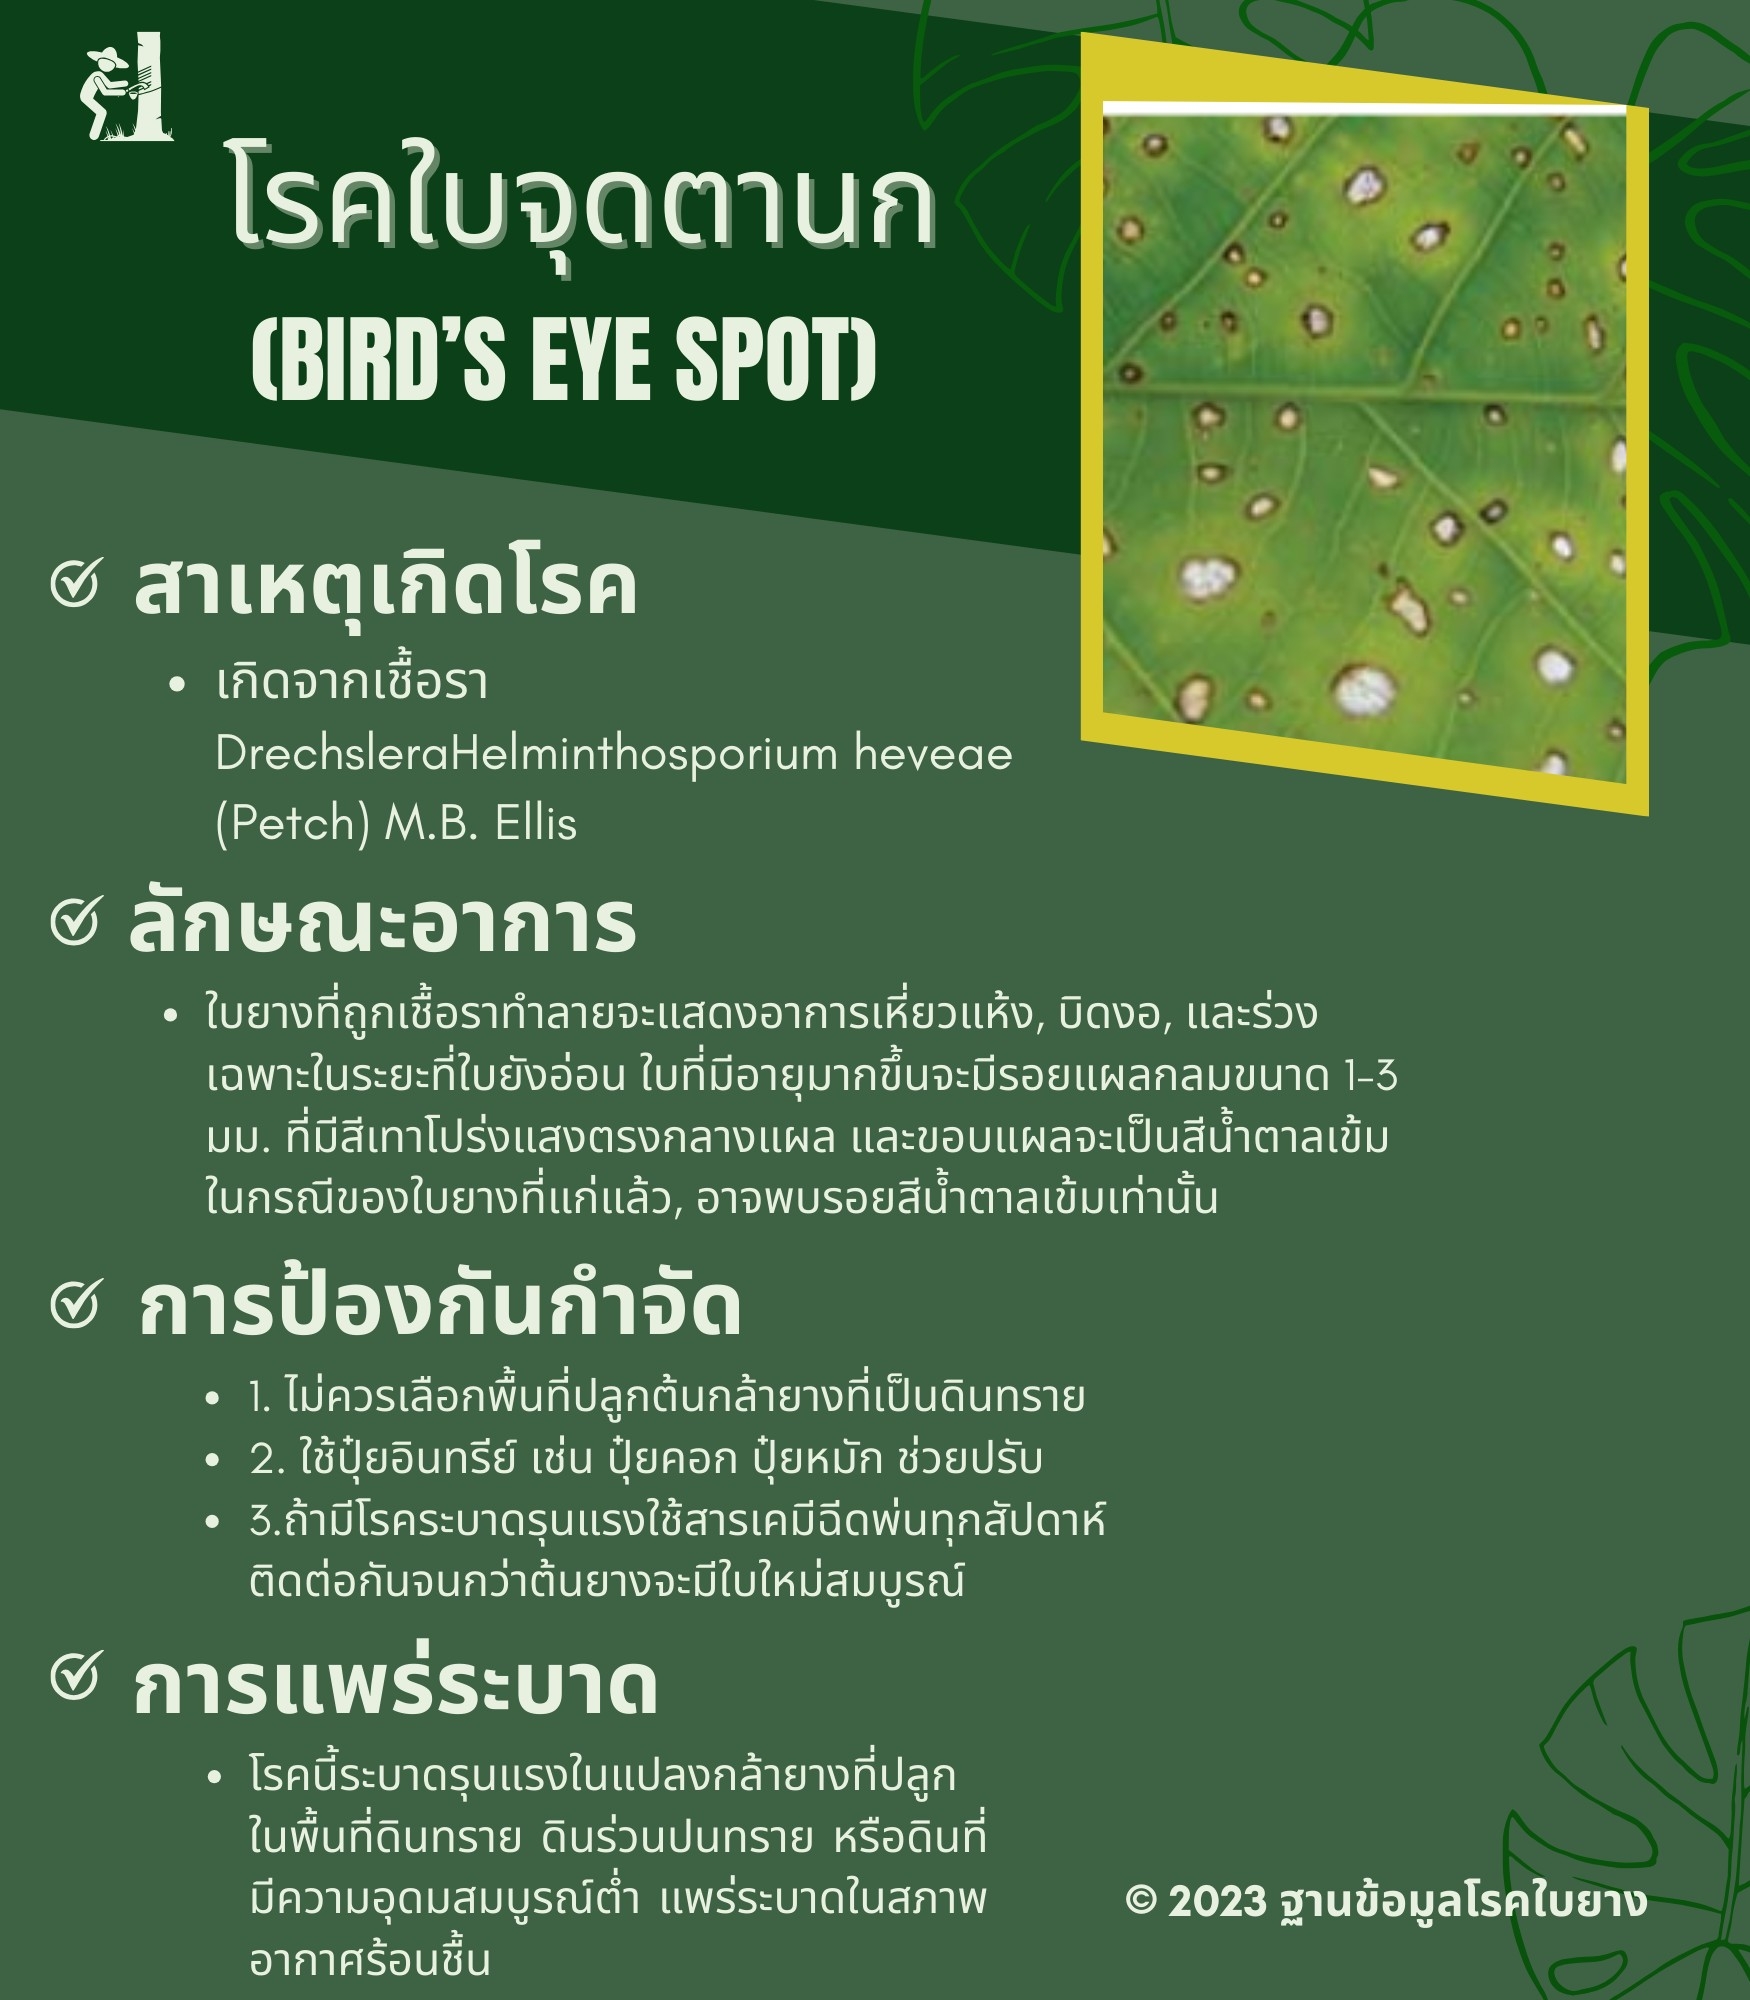 โรคใบจุดตานก
(BIRD'S EYE SPOT)
สาเหตุเกิดโรค
• เกิดจากเชื้อรา
DrechsleraHelminthosporium heveae
(Petch) M.B. Ellis
ลักษณะอาการ
• ใบยางที่ถูกเชื้อราทำลายจะแสดงอาการเหี่ยวแห้ง, บิดงอ, และร่วง
เฉพาะในระยะที่ใบยังอ่อน ใบที่มีอายุมากขึ้นจะมีรอยแผลกลมขนาด 1-3
มม. ที่มีสีเทาโปร่งแสงตรงกลางแผล และขอบแผลจะเป็นสีน้ำตาลเข้ม
ในกรณีของใบยางที่แก่แล้ว, อาจพบรอยสีน้ำตาลเข้มเท่านั้น
การป้องกันกำจัด
• 1. ไม่ควรเลือกพื้นที่ปลูกต้นกล้ายางที่เป็นดินทราย
• 2. ใช้ปุ๋ยอินทรีย์ เช่น ปุ๋ยคอก ปุ๋ยหมัก ช่วยปรับ
• 3.ถ้ามีโรคระบาดรุนแรงใช้สารเคมีฉีดพ่นทุกสัปดาห์
ติดต่อกันจนกว่าต้นยางจะมีใบใหม่สมบูรณ์
การแพร่ระบาด
• โรคนี้ระบาดรุนแรงในแปลงกล้ายางที่ปลูก
ในพื้นที่ดินทราย ดินร่วนปนทราย หรือดินที่
มีความอุดมสมบูรณ์ต่ำ แพร่ระบาดในสภาพ
อากาศร้อนชื้น
© 2023 ฐานข้อมูลโรคใบยาง